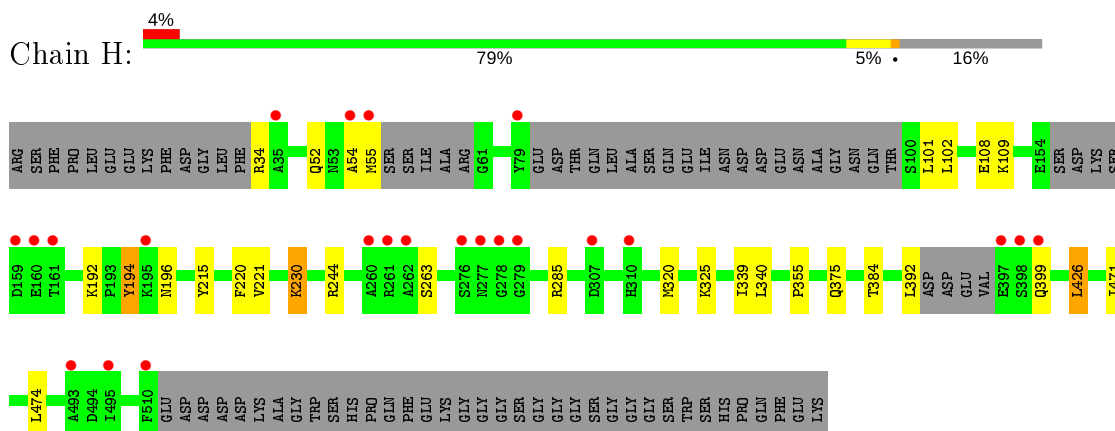 4%
Chain H:
79% 5% • 16%
ARG SER PHE PRO LEU GLU GLU LYS PHE ASP GLY LEU PHE R34 A35 Q52 N53 A54 M55 SER SER ILE ALA ARG G61 Y79 GLU ASP THR GLN LEU ALA SER GLN GLU ILE ASN ASP ASP GLU ASN ALA GLY ASN GLN THR S100 L101 L102 E108 K109 E154 SER ASP LYS SER
D159 E160 T161 K192 P193 Y194 K195 N196 Y215 F220 V221 K230 R244 A260 R261 A262 S263 S276 N277 G278 G279 R285 D307 H310 M320 K325 I339 L340 P355 Q375 T384 L392 ASP ASP GLU VAL E397 S398 Q399 L426 I471
L474 A493 D494 I495 F510 GLU ASP ASP ASP ASP LYS ALA GLY TRP SER HIS PRO GLN PHE GLU LYS GLY GLY GLY SER GLY GLY GLY SER GLY GLY GLY SER TRP SER HIS PRO GLN PHE GLU LYS